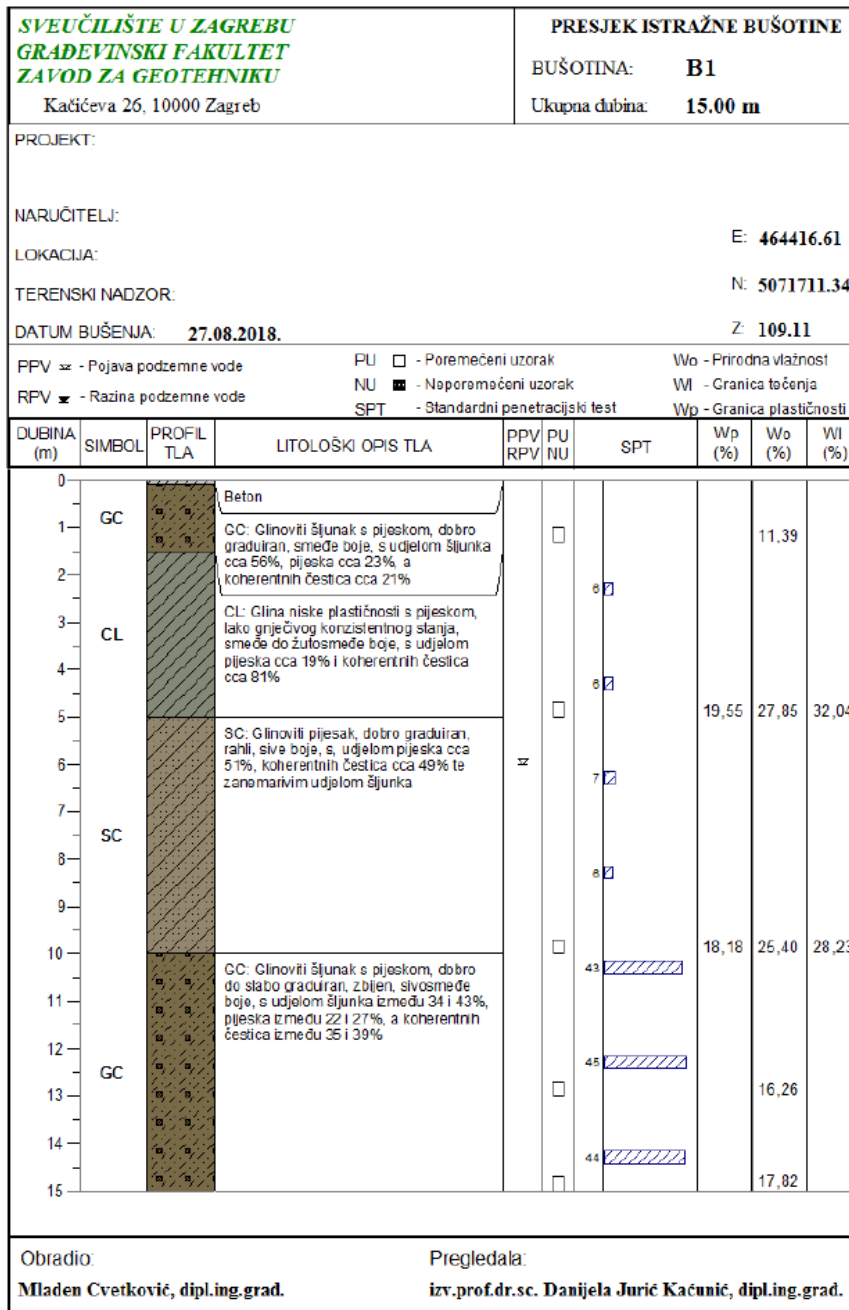 SVEUČILIŠTE U ZAGREBU
GRAĐEVINSKI FAKULTET
ZAVOD ZA GEOTEHNIKU
Kačićeva 26, 10000 Zagreb
PRESJEK ISTRAŽNE BUŠOTINE
BUŠOTINA: B1
Ukupna dubina: 15.00 m
PROJEKT:
NARUČITELJ:
LOKACIJA:
TERENSKI NADZOR:
DATUM BUŠENJA: 27.08.2018.
E: 464416.61
N: 5071711.34
Z: 109.11
PPV - Pojava podzemne vode
RPV - Razina podzemne vode
PU - Poremećeni uzorak
NU - Neporemećeni uzorak
SPT - Standardni penetracijski test
Wo - Prirodna vlažnost
Wl - Granica tečenja
Wp - Granica plastičnosti
DUBINA (m)
SIMBOL
PROFIL TLA
LITOLOŠKI OPIS TLA
PPV RPV
PU NU
SPT
Wp (%)
Wo (%)
Wl (%)
0
1
2
3
4
5
6
7
8
9
10
11
12
13
14
15
GC
CL
SC
GC
Beton
GC: Glinoviti šljunak s pijeskom, dobro
graduiran, smeđe boje, s udjelom šljunka
cca 56%, pijeska cca 23%, a
koherentnih čestica cca 21%
CL: Glina niske plastičnosti s pijeskom,
lako gnječivog konzistentnog stanja,
smeđe do žutosmeđe boje, s udjelom
pijeska cca 19% i koherentnih čestica
cca 81%
SC: Glinoviti pijesak, dobro graduiran,
rahli, sive boje, s, udjelom pijeska cca
51%, koherentnih čestica cca 49% te
zanemarivim udjelom šljunka
GC: Glinoviti šljunak s pijeskom, dobro
do slabo graduiran, zbijen, sivosmeđe
boje, s udjelom šljunka između 34 i 43%,
pijeska između 22 i 27%, a koherentnih
čestica između 35 i 39%
6
6
7
6
43
45
44
11,39
19,55 27,85 32,04
18,18 25,40 28,23
16,26
17,82
Obradio:
Mladen Cvetković, dipl.ing.građ.
Pregledala:
izv.prof.dr.sc. Danijela Jurić Kaćunić, dipl.ing.građ.